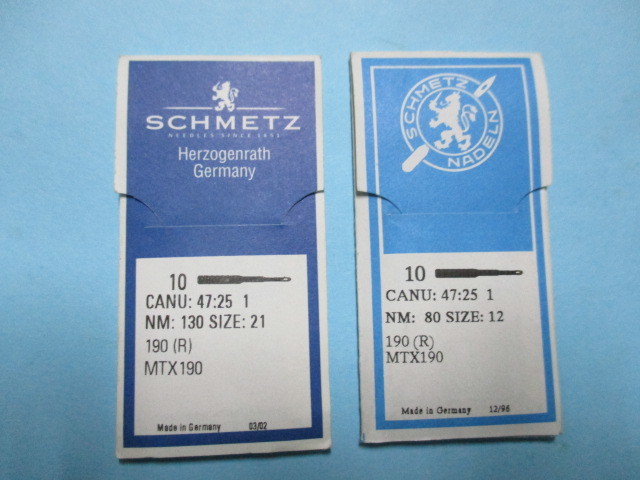 SCHMETZ
NEEDLES SINCE 1851
Herzogenrath
Germany
10
CANU: 47:25 1
NM: 130 SIZE: 21
190 (R)
MTX190
Made in Germany 03/02
SCHMETZ
NADELN
10
CANU: 47:25 1
NM: 80 SIZE: 12
190 (R)
MTX190
Made in Germany 12/96